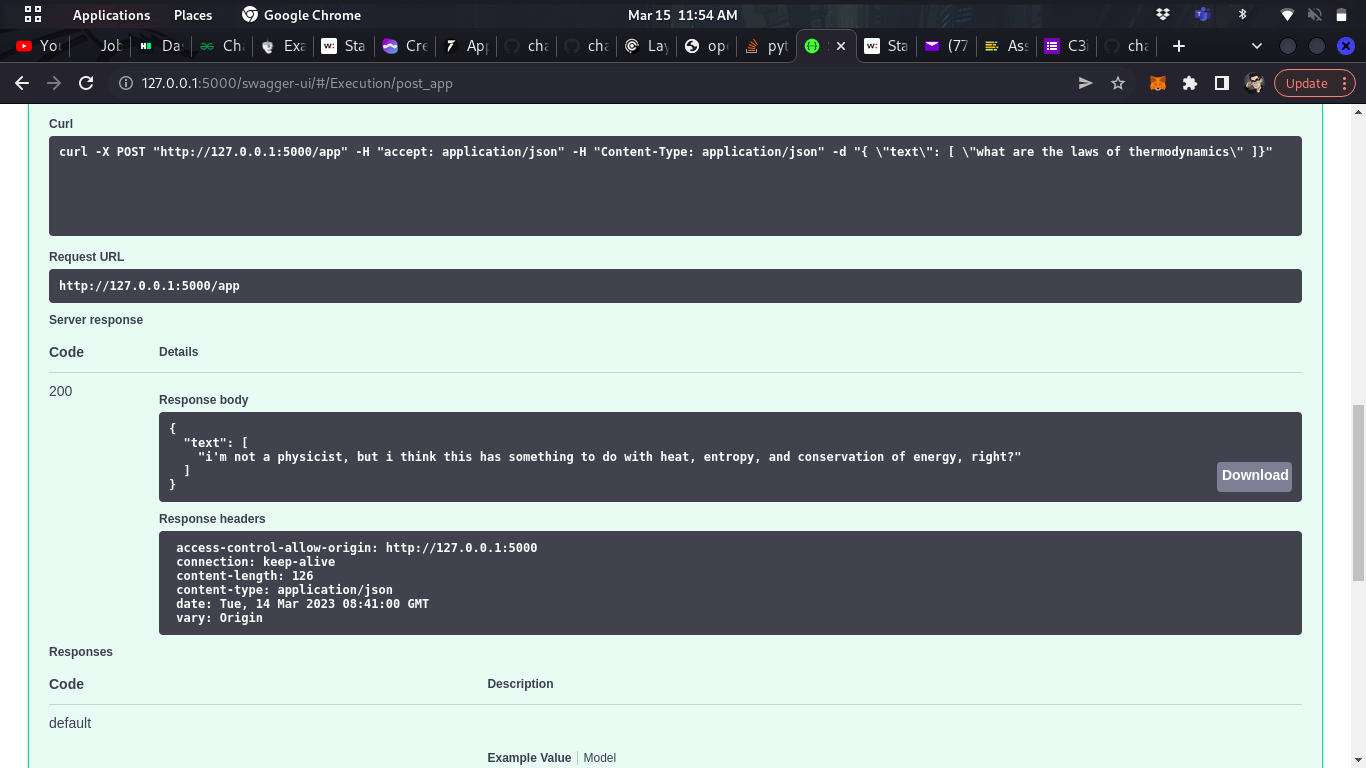 Applications Places Google Chrome Mar 15 11:54 AM
You Job Da Cha Exa Sta Cre App cha cha Lay ope pyt S Sta (77 Ass C3 cha
127.0.0.1:5000/swagger-ui/#/Execution/post_app Update
Curl
curl -X POST "http://127.0.0.1:5000/app" -H "accept: application/json" -H "Content-Type: application/json" -d "{ \"text\": [ \"what are the laws of thermodynamics\" ]}"
Request URL
http://127.0.0.1:5000/app
Server response
Code Details
200
Response body
{
"text": [
"i'm not a physicist, but i think this has something to do with heat, entropy, and conservation of energy, right?"
]
}
Download
Response headers
access-control-allow-origin: http://127.0.0.1:5000
connection: keep-alive
content-length: 126
content-type: application/json
date: Tue, 14 Mar 2023 08:41:00 GMT
vary: Origin
Responses
Code Description
default
Example Value Model